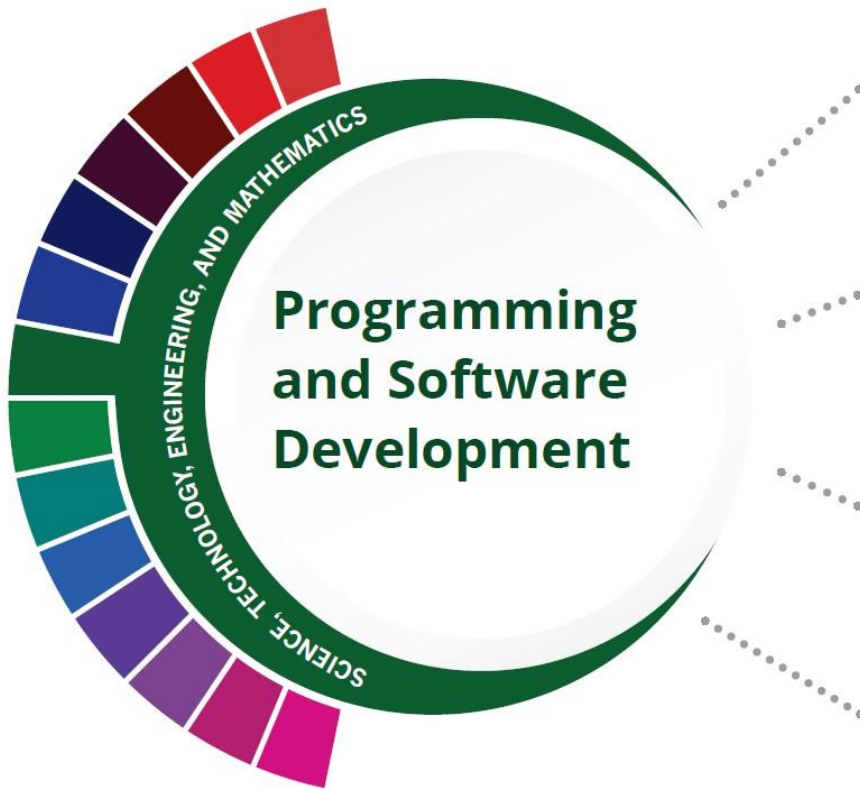 SCIENCE, TECHNOLOGY, ENGINEERING, AND MATHEMATICS
Programming
and Software
Development